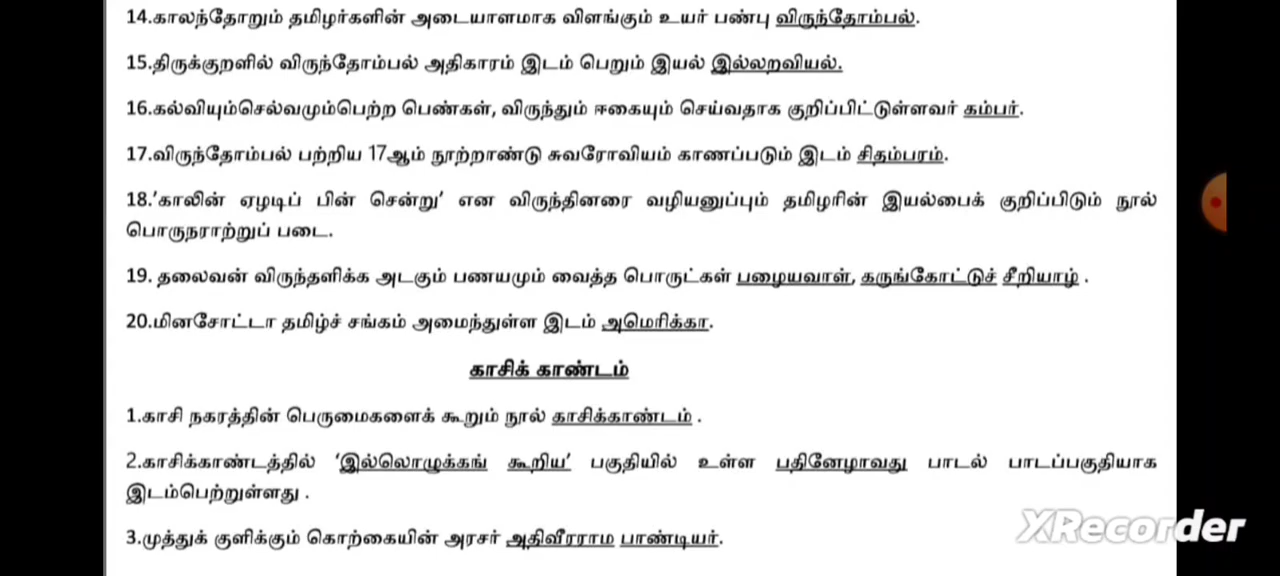 14.காலந்தோறும் தமிழர்களின் அடையாளமாக விளங்கும் உயர் பண்பு விருந்தோம்பல்.
15.திருக்குறளில் விருந்தோம்பல் அதிகாரம் இடம் பெறும் இயல் இல்லறவியல்.
16.கல்வியும்செல்வமும்பெற்ற பெண்கள், விருந்தும் ஈகையும் செய்வதாக குறிப்பிட்டுள்ளவர் கம்பர்.
17.விருந்தோம்பல் பற்றிய 17ஆம் நூற்றாண்டு சுவரோவியம் காணப்படும் இடம் சிதம்பரம்.
18.'காலின் ஏழடிப் பின் சென்று' என விருந்தினரை வழியனுப்பும் தமிழரின் இயல்பைக் குறிப்பிடும் நூல்
பொருநராற்றுப் படை.
19. தலைவன் விருந்தளிக்க அடகும் பணயமும் வைத்த பொருட்கள் பழையவாள், கருங்கோட்டுச் சீறியாழ் .
20.மினசோட்டா தமிழ்ச் சங்கம் அமைந்துள்ள இடம் அமெரிக்கா.
காசிக் காண்டம்
1.காசி நகரத்தின் பெருமைகளைக் கூறும் நூல் காசிக்காண்டம் .
2.காசிக்காண்டத்தில் 'இல்லொழுக்கங் கூறிய' பகுதியில் உள்ள பதினேழாவது பாடல் பாடப்பகுதியாக
இடம்பெற்றுள்ளது .
3.முத்துக் குளிக்கும் கொற்கையின் அரசர் அதிவீரராம பாண்டியர்.
XRecorder